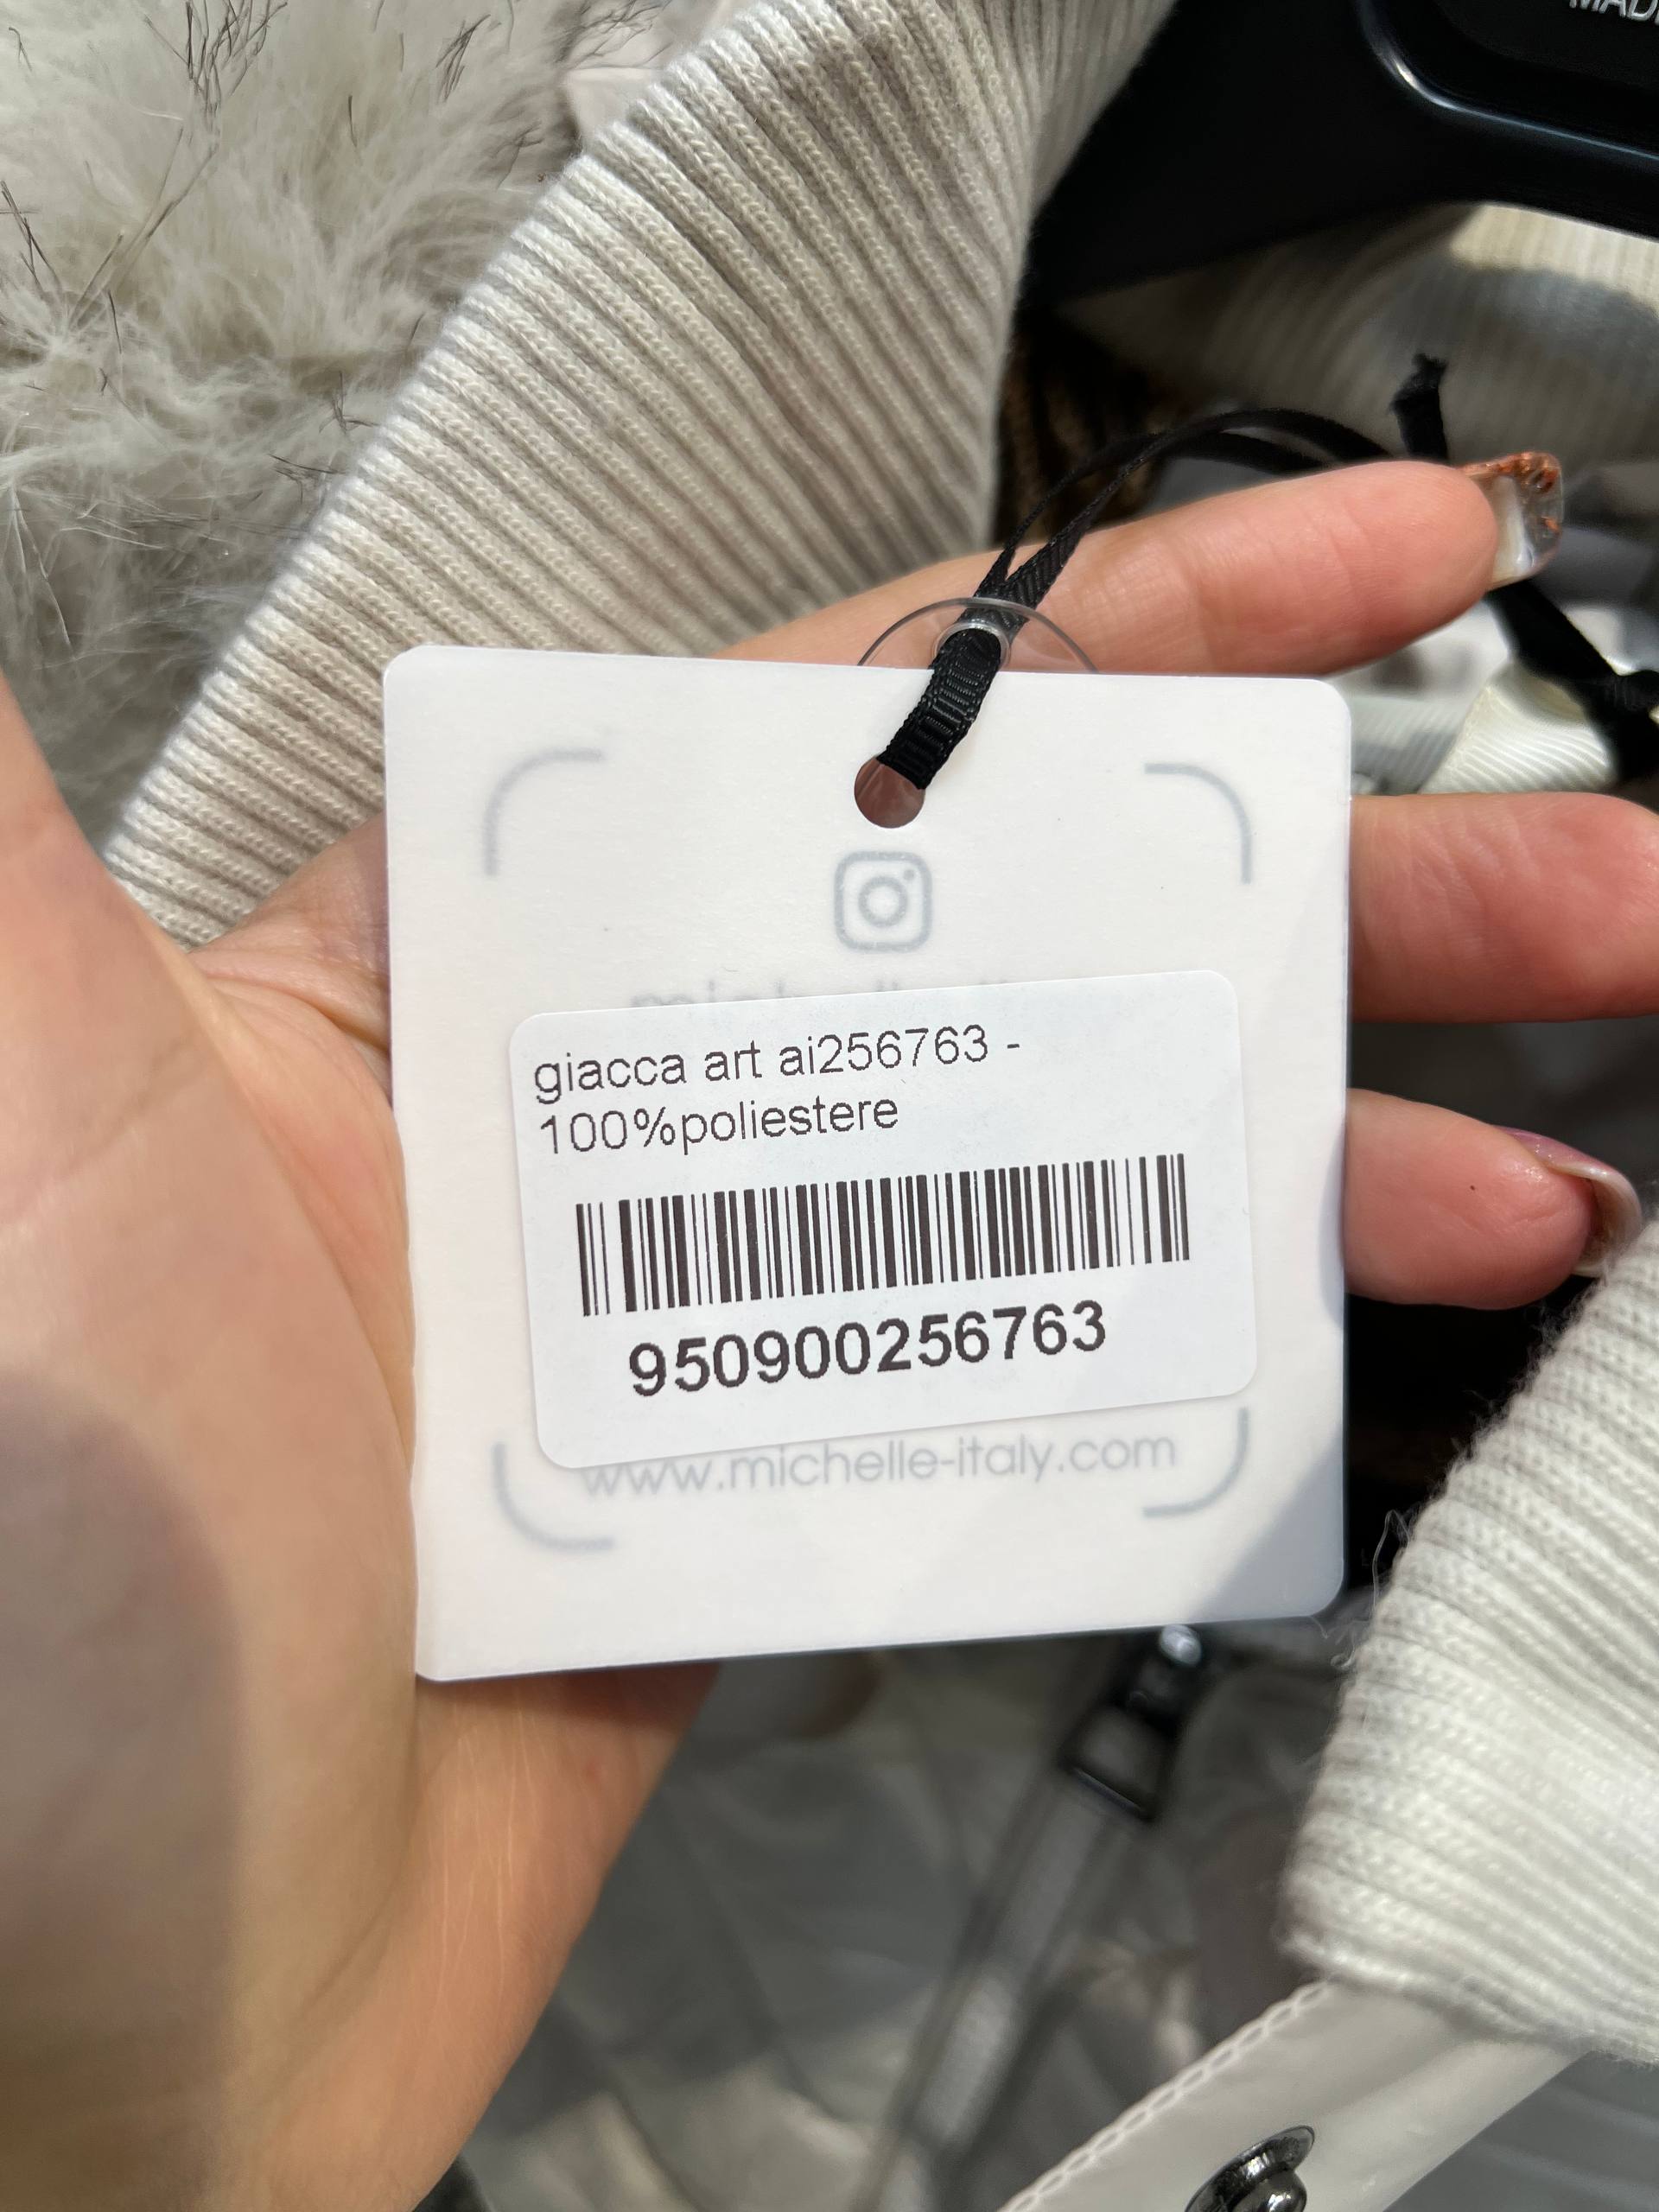 giacca art ai256763 -
100%poliestere
950900256763
www.michelle-italy.com